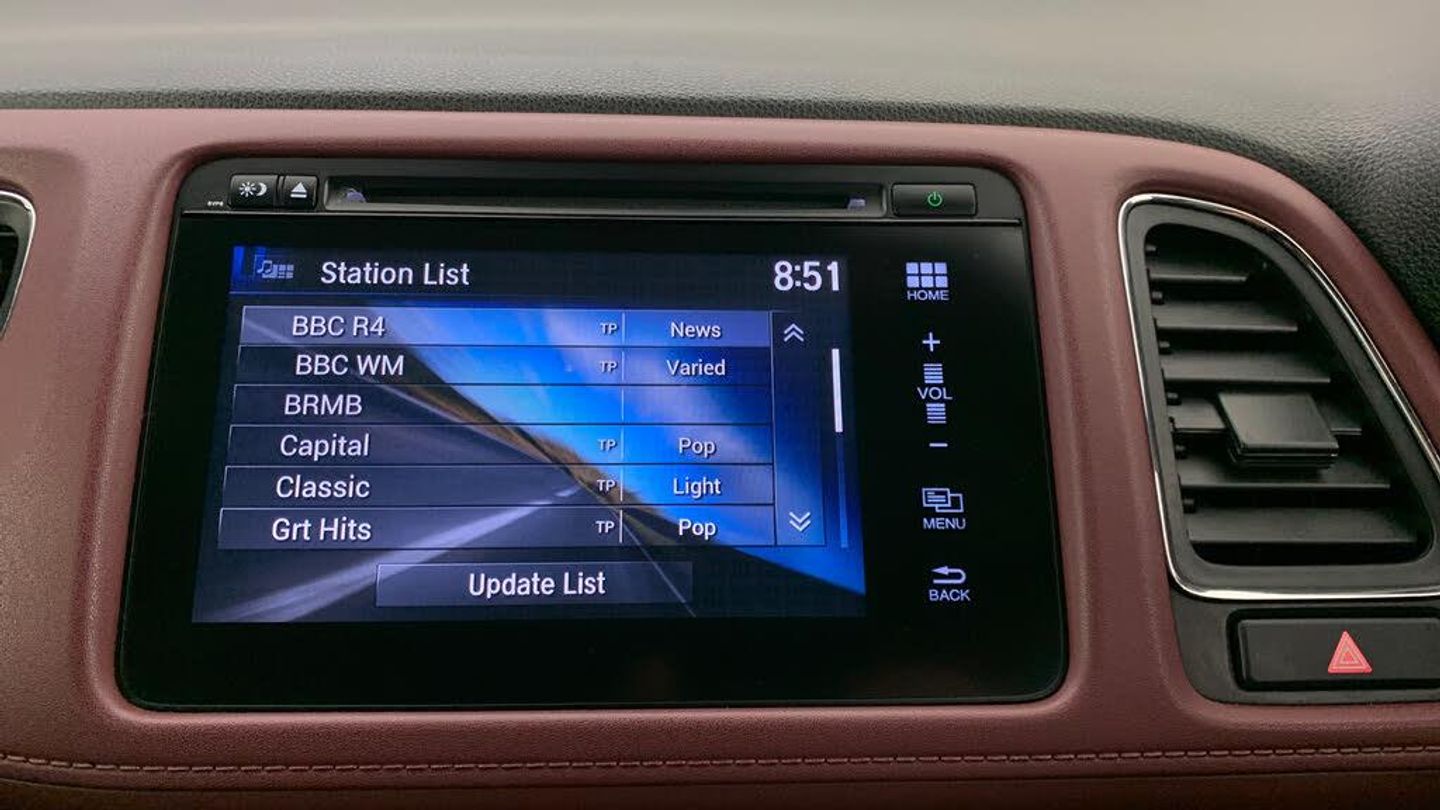 Station List 8:51
BBC R4 TP News
BBC WM TP Varied
BRMB
Capital TP Pop
Classic TP Light
Grt Hits TP Pop
Update List
HOME
+
VOL
−
MENU
BACK